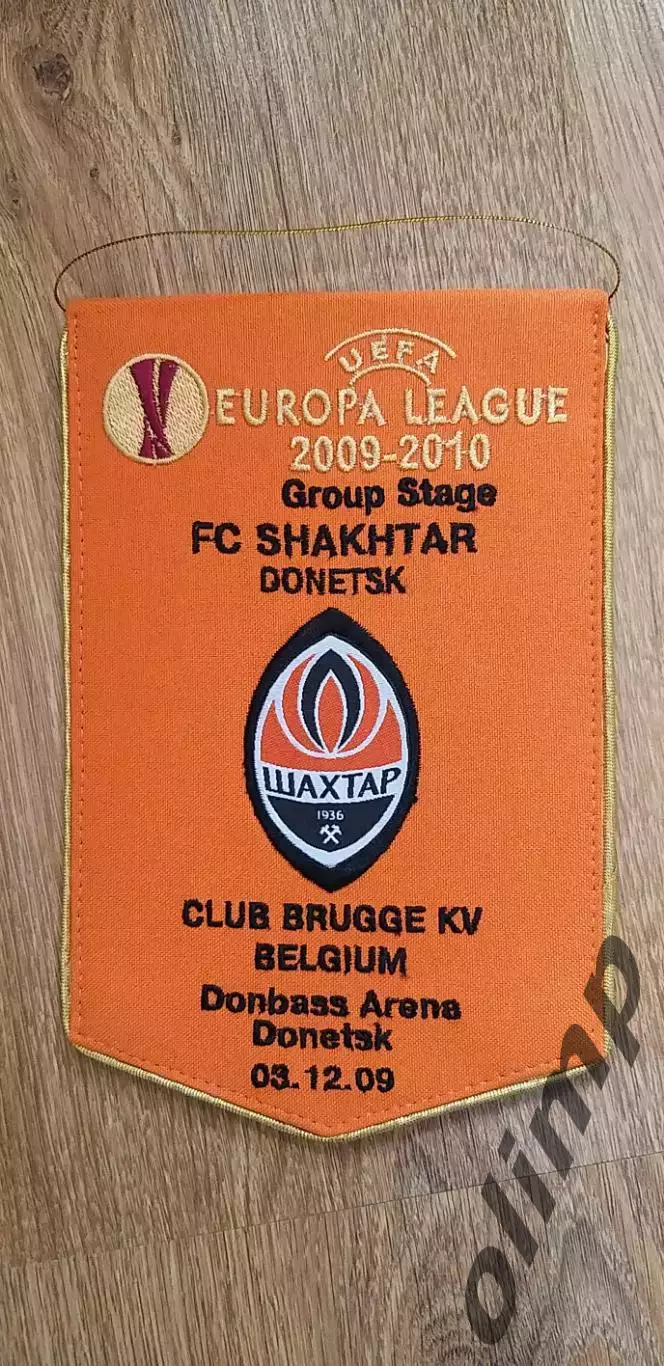 UEFA
EUROPA LEAGUE
2009-2010
Group Stage
FC SHAKHTAR
DONETSK
ШАХТАР
1936
CLUB BRUGGE KV
BELGIUM
Donbass Arena
Donetsk
03.12.09
olimp